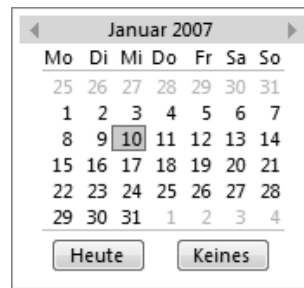 Januar 2007
Mo Di Mi Do Fr Sa So
25 26 27 28 29 30 31
1 2 3 4 5 6 7
8 9 10 11 12 13 14
15 16 17 18 19 20 21
22 23 24 25 26 27 28
29 30 31 1 2 3 4
Heute Keines